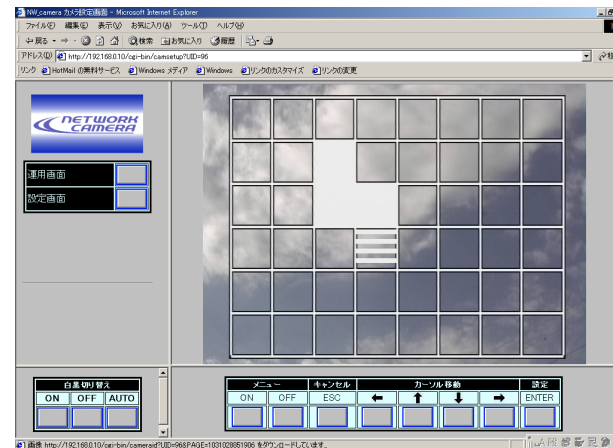 NW_camera カメラ設定画面 - Microsoft Internet Explorer
ファイル(F) 編集(E) 表示(V) お気に入り(A) ツール(T) ヘルプ(H)
戻る 検索 お気に入り 履歴
アドレス(D) http://192.168.0.10/cgi-bin/camsetup?UID=96
リンク HotMail の無料サービス Windows メディア Windows リンクのカスタマイズ リンクの変更
NETWORK
CAMERA
運用画面
設定画面
白黒切り替え
ON OFF AUTO
メニュー キャンセル カーソル移動 設定
ON OFF ESC ← ↑ ↓ → ENTER
画像 http://192.168.0.10/cgi-bin/cameraid?UID=96&PAGE=1031028851906 をダウンロードしています..